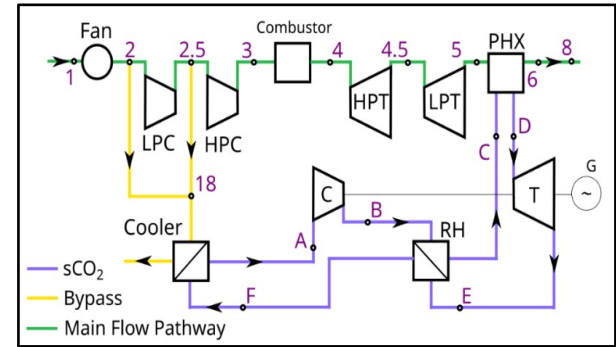 Fan
Combustor
PHX
1
2
2.5
3
4
4.5
5
6
8
LPC
HPC
HPT
LPT
18
C
D
G
~
C
T
Cooler
B
RH
A
F
E
sCO₂
Bypass
Main Flow Pathway